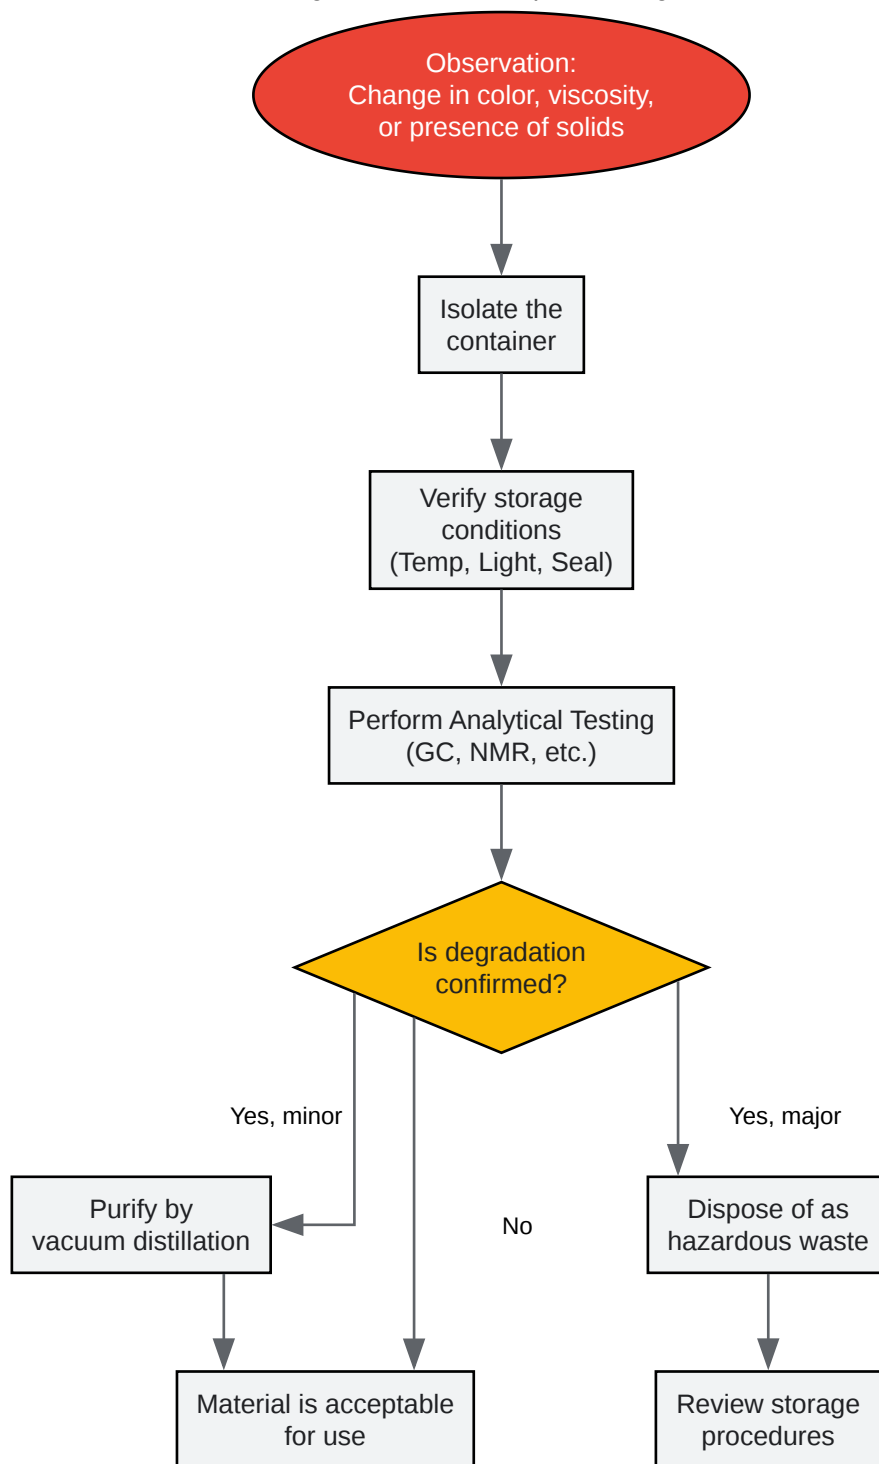 Observation:
Change in color, viscosity,
or presence of solids
Isolate the
container
Verify storage
conditions
(Temp, Light, Seal)
Perform Analytical Testing
(GC, NMR, etc.)
Is degradation
confirmed?
Yes, minor
Yes, major
Purify by
vacuum distillation
No
Dispose of as
hazardous waste
Material is acceptable
for use
Review storage
procedures